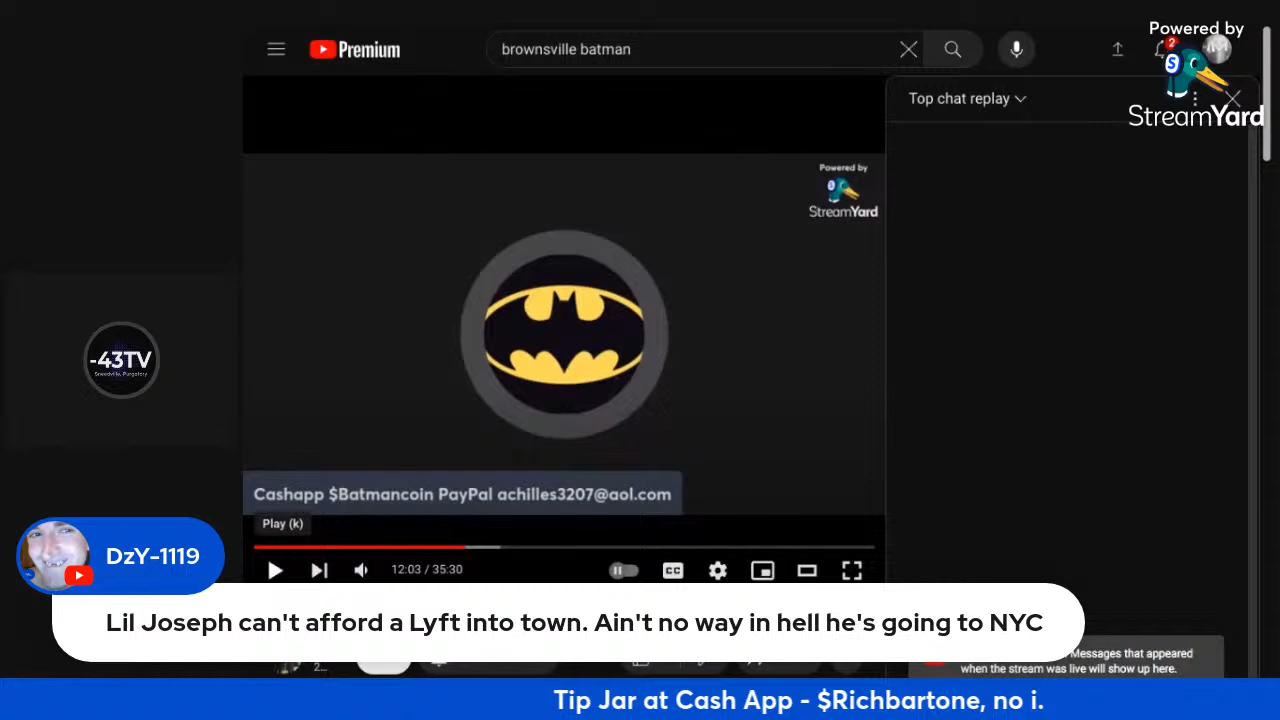 Powered by
StreamYard
Premium
brownsville batman
2
Top chat replay
Powered by
StreamYard
-43TV
Cashapp $Batmancoin PayPal achilles3207@aol.com
Play (k)
12:03 / 35:30
CC
DzY-1119
Lil Joseph can't afford a Lyft into town. Ain't no way in hell he's going to NYC
2...
Messages that appeared
when the stream was live will show up here.
Tip Jar at Cash App - $Richbartone, no i.